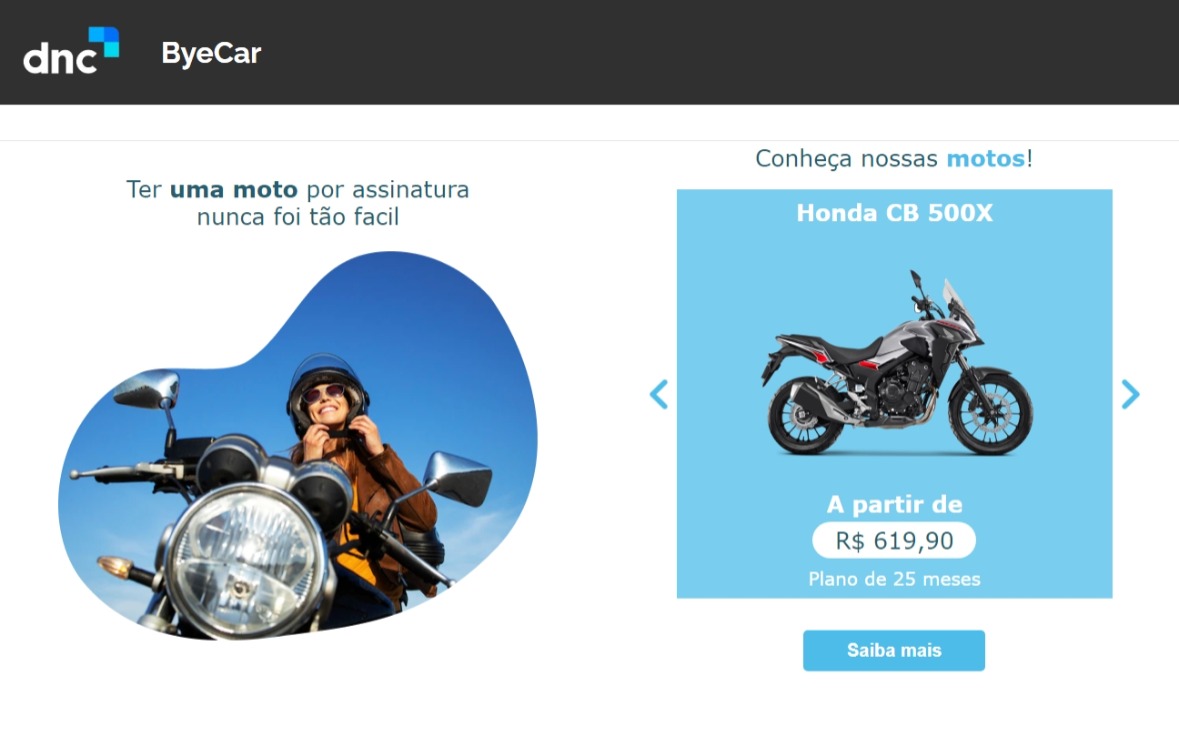 dnc
ByeCar
Ter uma moto por assinatura
nunca foi tão facil
Conheça nossas motos!
Honda CB 500X
A partir de
R$ 619,90
Plano de 25 meses
Saiba mais